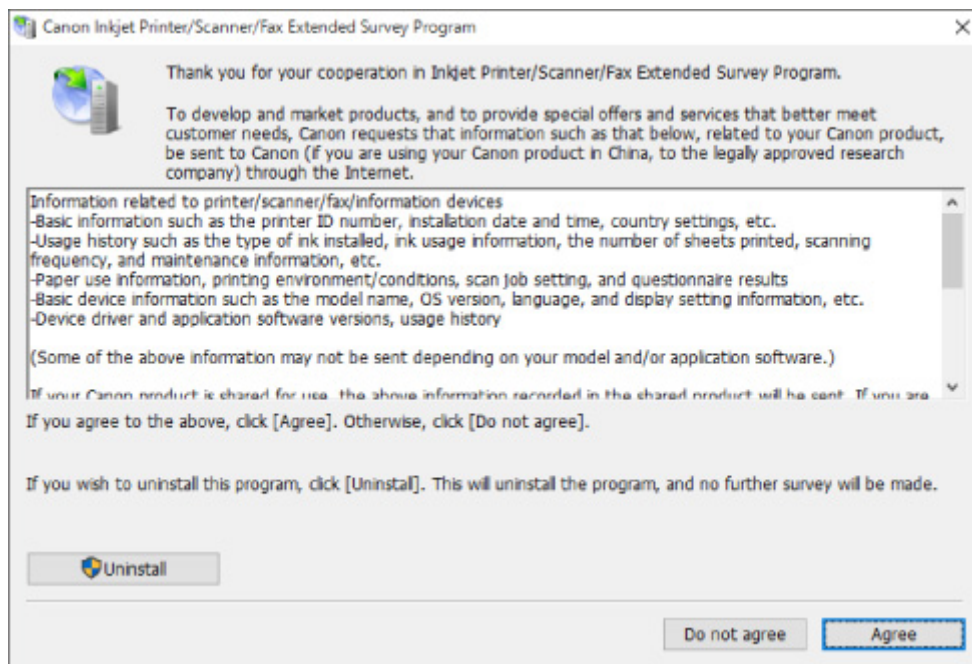 Canon Inkjet Printer/Scanner/Fax Extended Survey Program
Thank you for your cooperation in Inkjet Printer/Scanner/Fax Extended Survey Program.
To develop and market products, and to provide special offers and services that better meet
customer needs, Canon requests that information such as that below, related to your Canon product,
be sent to Canon (if you are using your Canon product in China, to the legally approved research
company) through the Internet.
Information related to printer/scanner/fax/information devices
-Basic information such as the printer ID number, installation date and time, country settings, etc.
-Usage history such as the type of ink installed, ink usage information, the number of sheets printed, scanning
frequency, and maintenance information, etc.
-Paper use information, printing environment/conditions, scan job setting, and questionnaire results
-Basic device information such as the model name, OS version, language, and display setting information, etc.
-Device driver and application software versions, usage history
(Some of the above information may not be sent depending on your model and/or application software.)
If your Canon product is shared for use, the above information recorded in the shared product will be sent. If you are
If you agree to the above, click [Agree]. Otherwise, click [Do not agree].
If you wish to uninstall this program, click [Uninstall]. This will uninstall the program, and no further survey will be made.
Uninstall
Do not agree
Agree